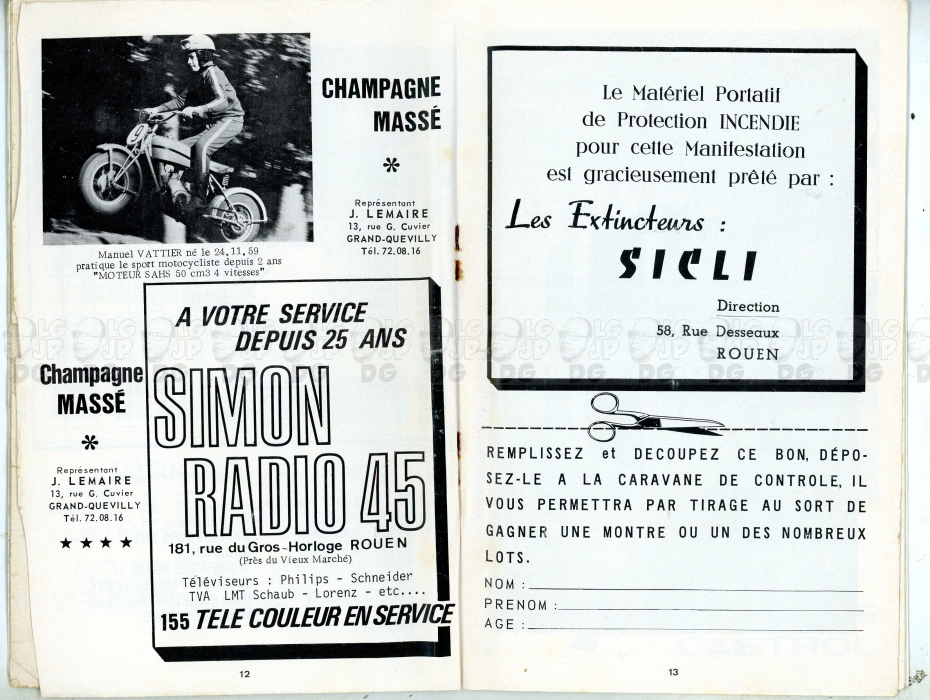 9
CHAMPAGNE
MASSÉ
*
Représentant
J. LEMAIRE
13, rue G. Cuvier
GRAND-QUEVILLY
Tél. 72.08.16
Manuel VATTIER né le 24.11.59
pratique le sport motocycliste depuis 2 ans
"MOTEUR SAHS 50 cm3 4 vitesses"
Champagne
MASSÉ
*
Représentant
J. LEMAIRE
13, rue G. Cuvier
GRAND-QUEVILLY
Tél. 72.08.16
★ ★ ★ ★
A VOTRE SERVICE
DEPUIS 25 ANS
SIMON
RADIO 45
181, rue du Gros-Horloge ROUEN
(Près du Vieux Marché)
Téléviseurs : Philips - Schneider
TVA LMT Schaub - Lorenz - etc....
155 TELE COULEUR EN SERVICE
12
Le Matériel Portatif
de Protection INCENDIE
pour cette Manifestation
est gracieusement prêté par :
Les Extincteurs :
SICLI
Direction
58, Rue Desseaux
ROUEN
REMPLISSEZ et DECOUPEZ CE BON, DÉPO-
SEZ-LE A LA CARAVANE DE CONTROLE, IL
VOUS PERMETTRA PAR TIRAGE AU SORT DE
GAGNER UNE MONTRE OU UN DES NOMBREUX
LOTS.
NOM :
PRENOM :
AGE :
13
LG JP DG